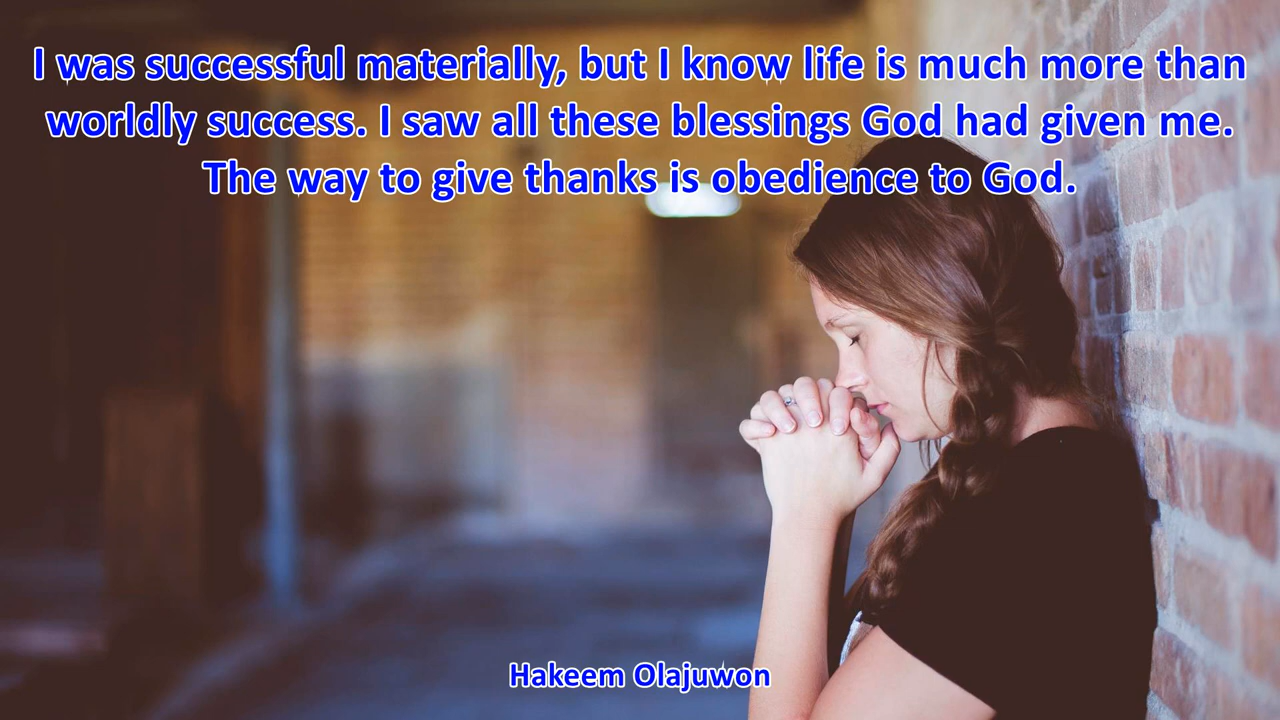 I was successful materially, but I know life is much more than
worldly success. I saw all these blessings God had given me.
The way to give thanks is obedience to God.
Hakeem Olajuwon